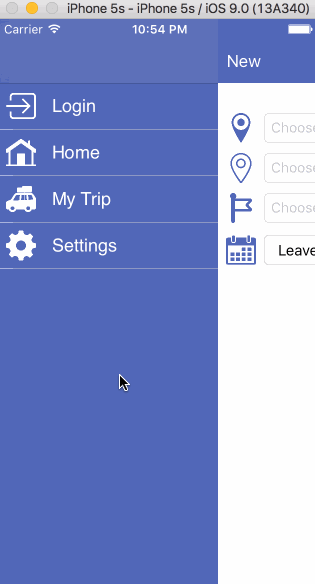 iPhone 5s - iPhone 5s / iOS 9.0 (13A340)
Carrier 10:54 PM
New
Login
Home
My Trip
Settings
Choose
Choose
Choose
Leave